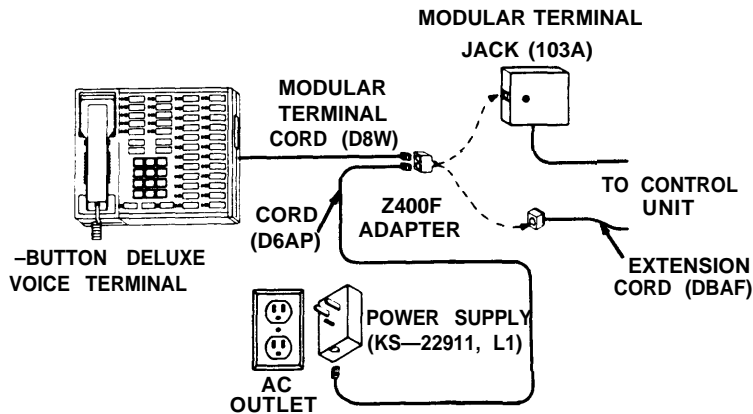 MODULAR TERMINAL
JACK (103A)
MODULAR
TERMINAL
CORD (D8W)
TO CONTROL
UNIT
CORD
(D6AP)
Z400F
ADAPTER
–BUTTON DELUXE
VOICE TERMINAL
EXTENSION
CORD (DBAF)
POWER SUPPLY
(KS—22911, L1)
AC
OUTLET